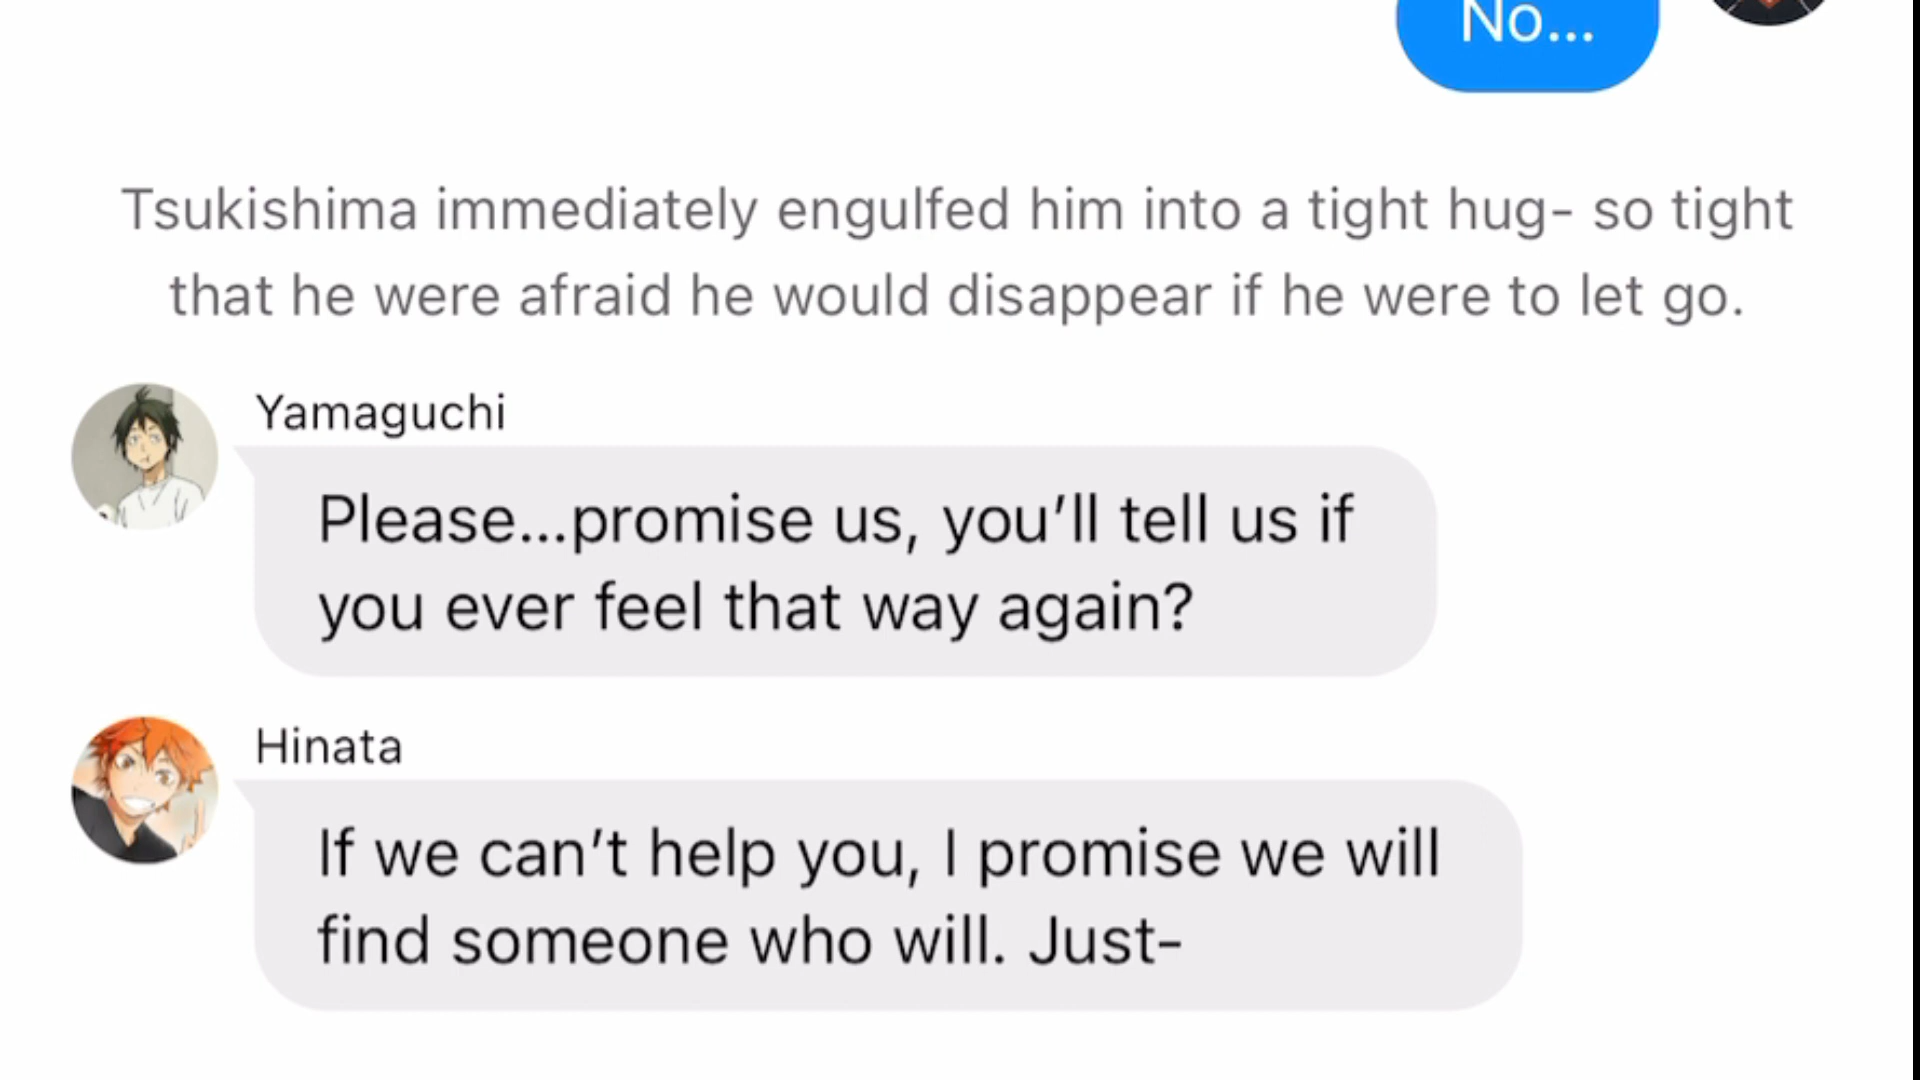 No...
Tsukishima immediately engulfed him into a tight hug- so tight
that he were afraid he would disappear if he were to let go.
Yamaguchi
Please...promise us, you’ll tell us if
you ever feel that way again?
Hinata
If we can’t help you, I promise we will
find someone who will. Just-